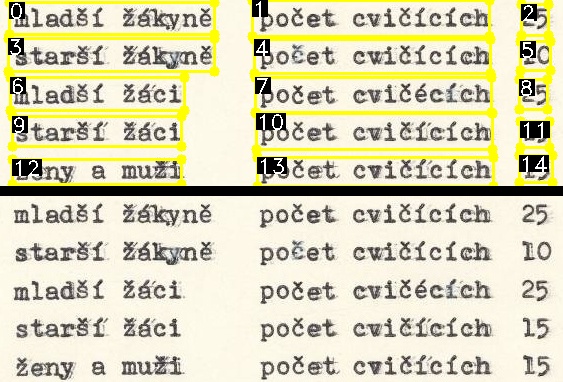 mladší žákyně počet cvičících 25
starší žákyně počet cvičících 10
mladší žáci počet cvičécích 25
starší žáci počet cvičících 15
ženy a muži počet cvičících 15